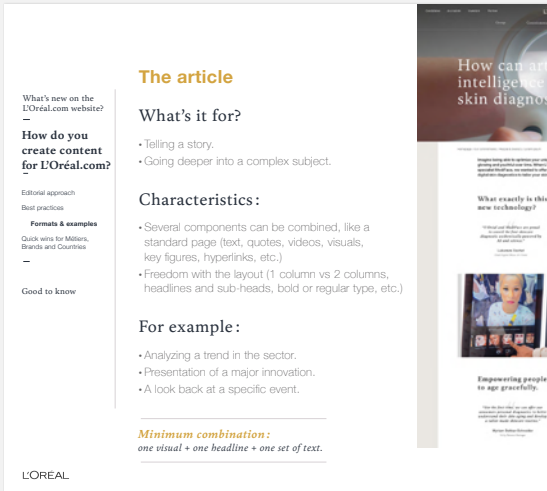 What's new on the
L'Oréal.com website?
How do you
create content
for L'Oréal.com?
Editorial approach
Best practices
Formats & examples
Quick wins for Métiers,
Brands and Countries
Good to know
L'ORÉAL
The article
What's it for?
• Telling a story.
• Going deeper into a complex subject.
Characteristics:
• Several components can be combined, like a
standard page (text, quotes, videos, visuals,
key figures, hyperlinks, etc.)
• Freedom with the layout (1 column vs 2 columns,
headlines and sub-heads, bold or regular type, etc.)
For example:
• Analyzing a trend in the sector.
• Presentation of a major innovation.
• A look back at a specific event.
Minimum combination:
one visual + one headline + one set of text.
How can
intelligence
skin
What exactly is this
new technology?
Empowering people
to age gracefully.